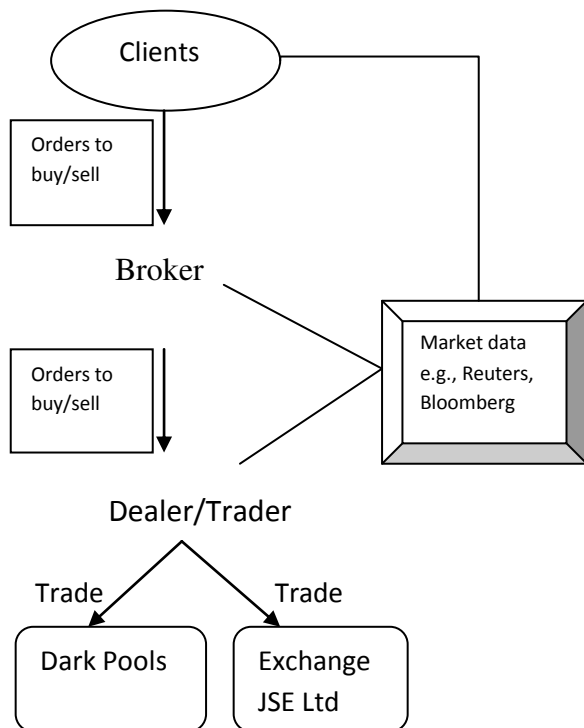 Clients
Orders to
buy/sell
Broker
Market data
e.g., Reuters,
Bloomberg
Orders to
buy/sell
Dealer/Trader
Trade
Trade
Dark Pools
Exchange
JSE Ltd